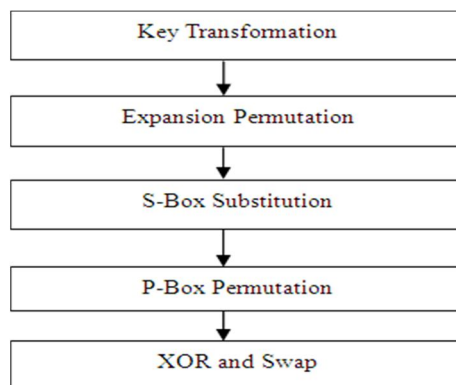 Key Transformation
Expansion Permutation
S-Box Substitution
P-Box Permutation
XOR and Swap